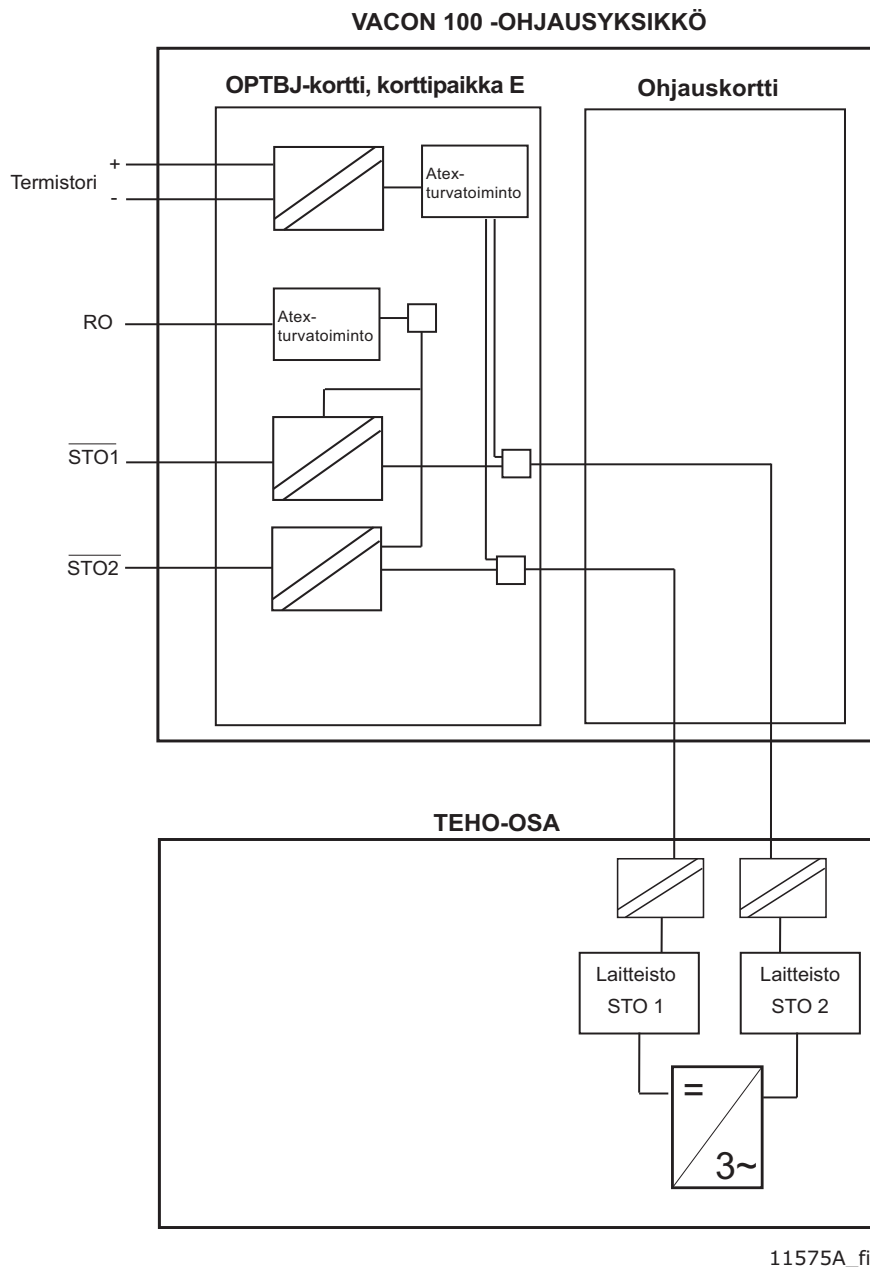 VACON 100 -OHJAUSYKSIKKÖ
OPTBJ-kortti, korttipaikka E
Ohjauskortti
Termistori
+
-
Atex-
turvatoiminto
RO
Atex-
turvatoiminto
STO1
STO2
TEHO-OSA
Laitteisto
STO 1
Laitteisto
STO 2
=
3~
11575A_fi